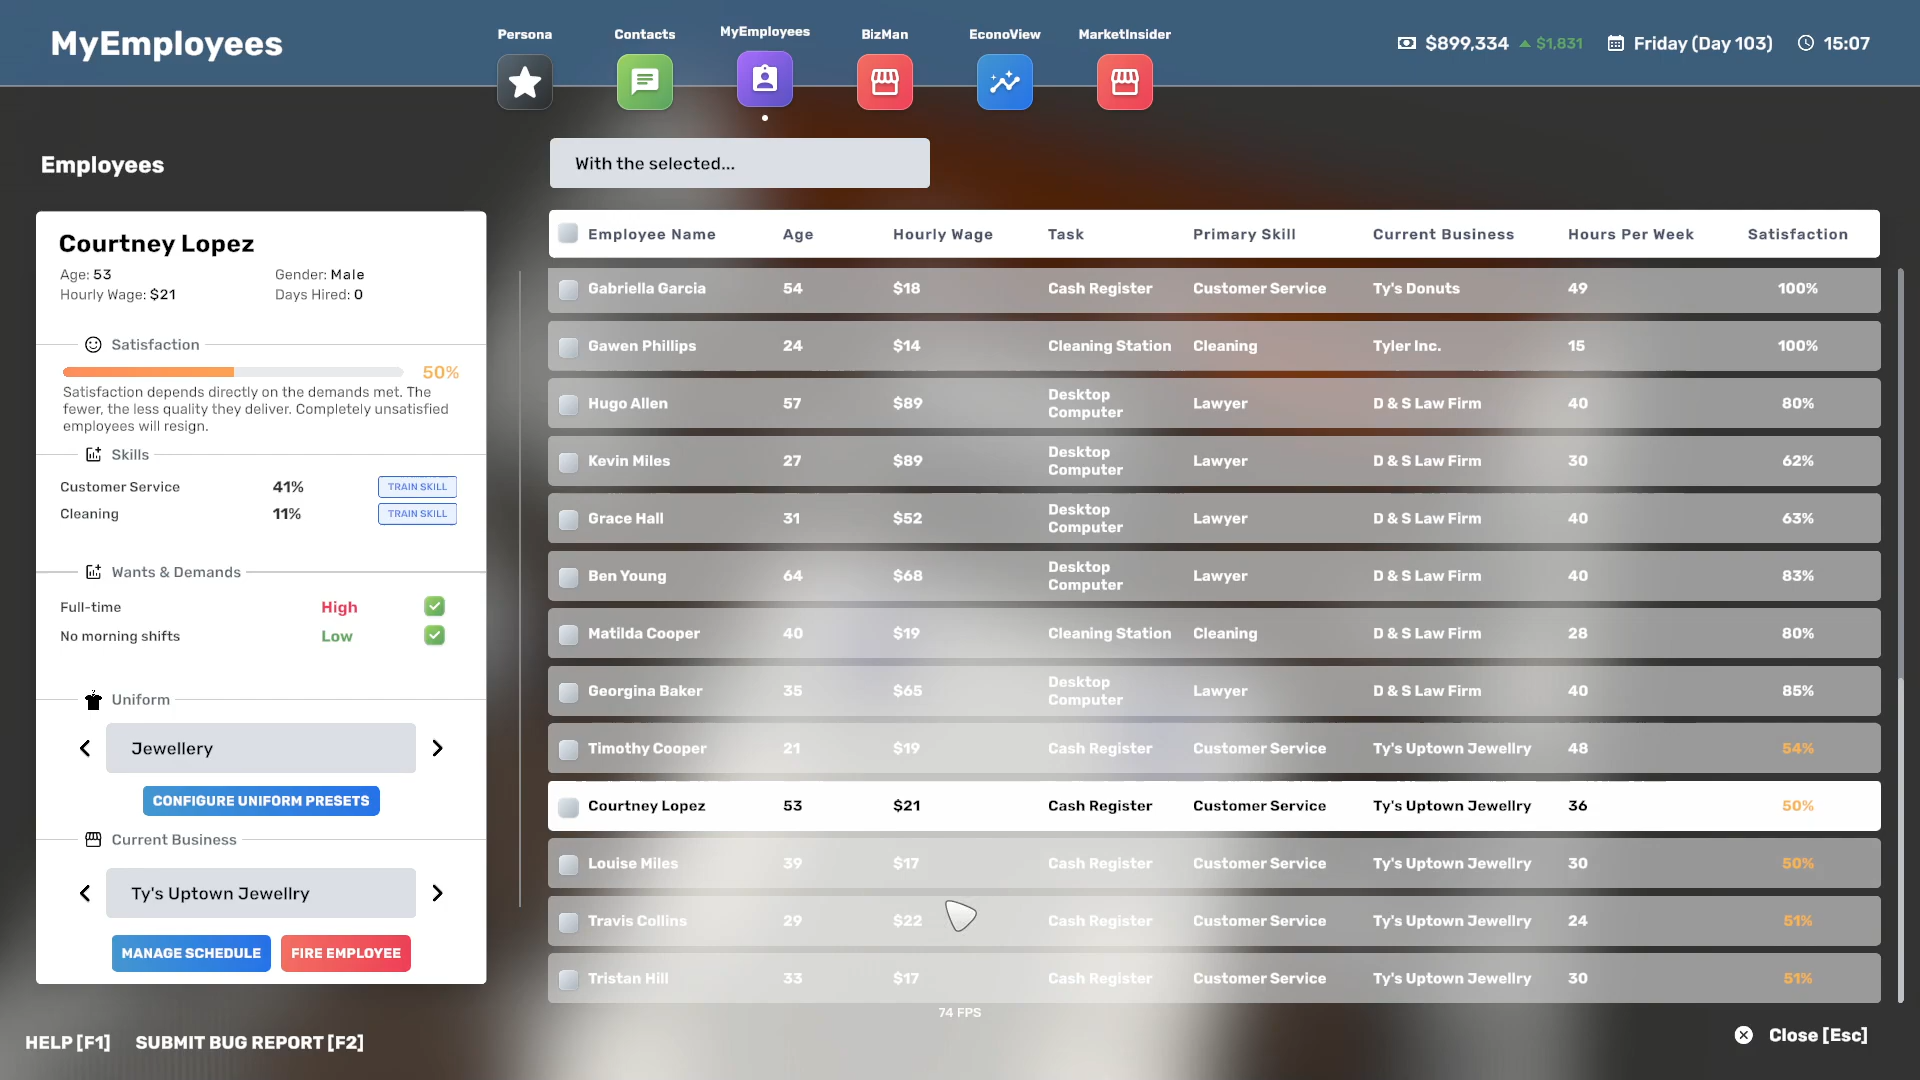 MyEmployees
Persona
Contacts
MyEmployees
BizMan
EconoView
MarketInsider
$899,334
$1,831
Friday (Day 103)
15:07
Employees
With the selected...
Courtney Lopez
Age: 53
Gender: Male
Hourly Wage: $21
Days Hired: 0
Satisfaction
50%
Satisfaction depends directly on the demands met. The
fewer, the less quality they deliver. Completely unsatisfied
employees will resign.
Skills
Customer Service 41% TRAIN SKILL
Cleaning 11% TRAIN SKILL
Wants & Demands
Full-time High
No morning shifts Low
Uniform
Jewellery
CONFIGURE UNIFORM PRESETS
Current Business
Ty's Uptown Jewellry
MANAGE SCHEDULE FIRE EMPLOYEE
Employee Name Age Hourly Wage Task Primary Skill Current Business Hours Per Week Satisfaction
Gabriella Garcia 54 $18 Cash Register Customer Service Ty's Donuts 49 100%
Gawen Phillips 24 $14 Cleaning Station Cleaning Tyler Inc. 15 100%
Hugo Allen 57 $89 Desktop Computer Lawyer D & S Law Firm 40 80%
Kevin Miles 27 $89 Desktop Computer Lawyer D & S Law Firm 30 62%
Grace Hall 31 $52 Desktop Computer Lawyer D & S Law Firm 40 63%
Ben Young 64 $68 Desktop Computer Lawyer D & S Law Firm 40 83%
Matilda Cooper 40 $19 Cleaning Station Cleaning D & S Law Firm 28 80%
Georgina Baker 35 $65 Desktop Computer Lawyer D & S Law Firm 40 85%
Timothy Cooper 21 $19 Cash Register Customer Service Ty's Uptown Jewellry 48 54%
Courtney Lopez 53 $21 Cash Register Customer Service Ty's Uptown Jewellry 36 50%
Louise Miles 39 $17 Cash Register Customer Service Ty's Uptown Jewellry 30 50%
Travis Collins 29 $22 Cash Register Customer Service Ty's Uptown Jewellry 24 51%
Tristan Hill 33 $17 Cash Register Customer Service Ty's Uptown Jewellry 30 51%
74 FPS
HELP [F1]
SUBMIT BUG REPORT [F2]
Close [Esc]